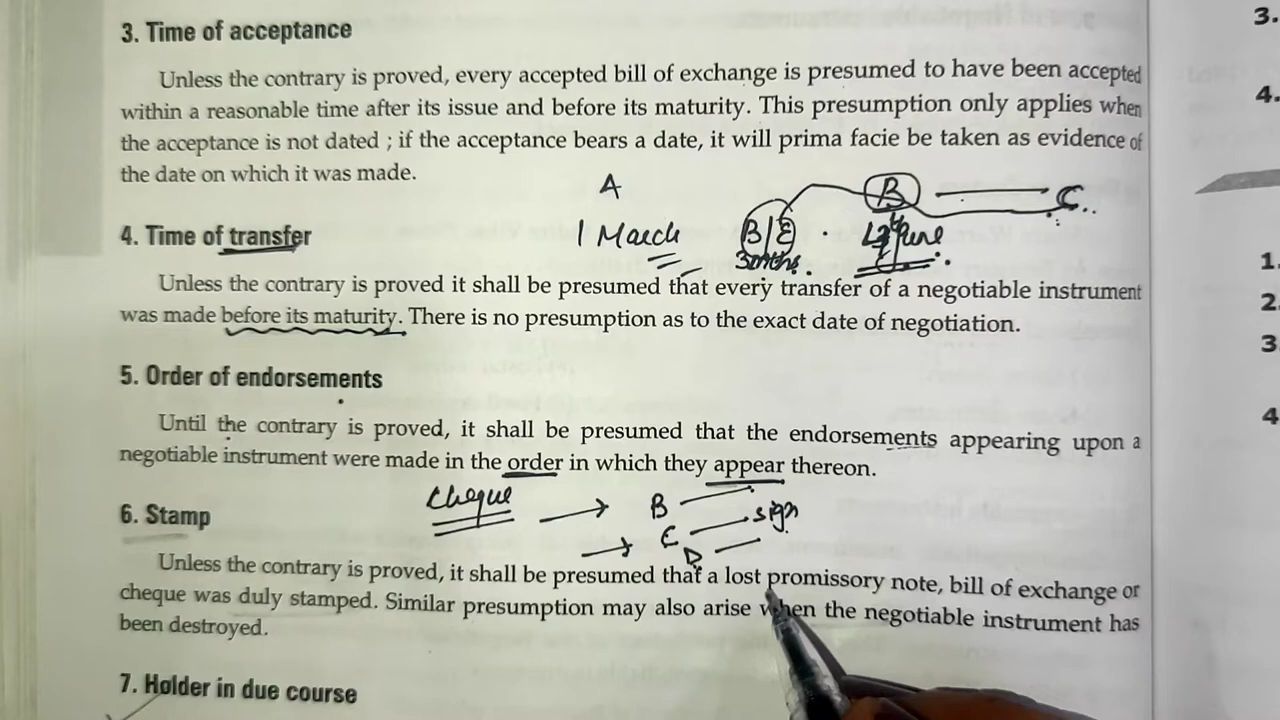 3. Time of acceptance
Unless the contrary is proved, every accepted bill of exchange is presumed to have been accepted
within a reasonable time after its issue and before its maturity. This presumption only applies when
the acceptance is not dated ; if the acceptance bears a date, it will prima facie be taken as evidence of
the date on which it was made.
A
B
C..
1 March
B/E
June
3mths.
4. Time of transfer
Unless the contrary is proved it shall be presumed that every transfer of a negotiable instrument
was made before its maturity. There is no presumption as to the exact date of negotiation.
5. Order of endorsements
Until the contrary is proved, it shall be presumed that the endorsements appearing upon a
negotiable instrument were made in the order in which they appear thereon.
Cheque → B
→ C sign
D
6. Stamp
Unless the contrary is proved, it shall be presumed that a lost promissory note, bill of exchange or
cheque was duly stamped. Similar presumption may also arise when the negotiable instrument has
been destroyed.
7. Holder in due course
3.
4.
1.
2.
3
4